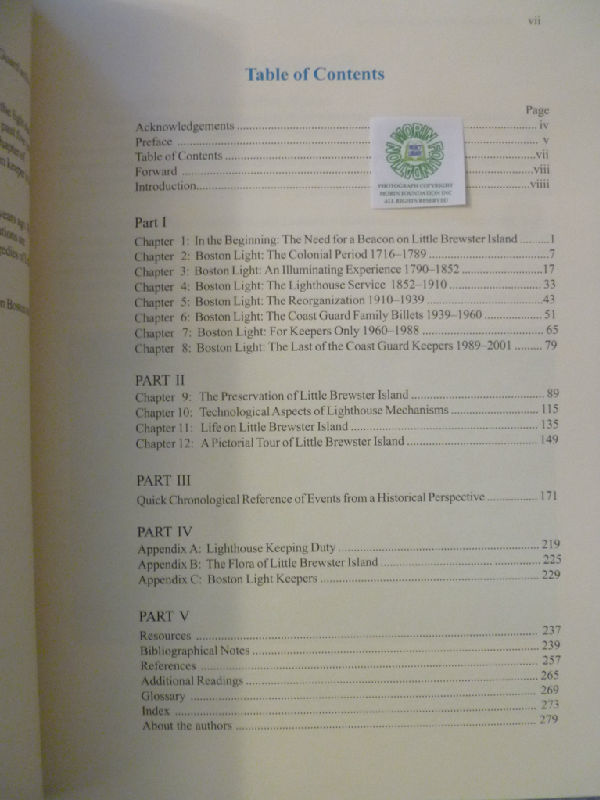 vii
Table of Contents
Page
Acknowledgements ........ iv
Preface ........ v
Table of Contents ........ vii
Forward ........ viii
Introduction ........ viiii
MORIN FOUNDATION
PHOTOGRAPH COPYRIGHT
MORIN FOUNDATION INC
ALL RIGHTS RESERVED
Part I
Chapter 1: In the Beginning: The Need for a Beacon on Little Brewster Island ........ 1
Chapter 2: Boston Light: The Colonial Period 1716–1789 ........ 7
Chapter 3: Boston Light: An Illuminating Experience 1790–1852 ........ 17
Chapter 4: Boston Light: The Lighthouse Service 1852–1910 ........ 33
Chapter 5: Boston Light: The Reorganization 1910–1939 ........ 43
Chapter 6: Boston Light: The Coast Guard Family Billets 1939–1960 ........ 51
Chapter 7: Boston Light: For Keepers Only 1960–1988 ........ 65
Chapter 8: Boston Light: The Last of the Coast Guard Keepers 1989–2001 ........ 79
PART II
Chapter 9: The Preservation of Little Brewster Island ........ 89
Chapter 10: Technological Aspects of Lighthouse Mechanisms ........ 115
Chapter 11: Life on Little Brewster Island ........ 135
Chapter 12: A Pictorial Tour of Little Brewster Island ........ 149
PART III
Quick Chronological Reference of Events from a Historical Perspective ........ 171
PART IV
Appendix A: Lighthouse Keeping Duty ........ 219
Appendix B: The Flora of Little Brewster Island ........ 225
Appendix C: Boston Light Keepers ........ 229
PART V
Resources ........ 237
Bibliographical Notes ........ 239
References ........ 257
Additional Readings ........ 265
Glossary ........ 269
Index ........ 273
About the authors ........ 279